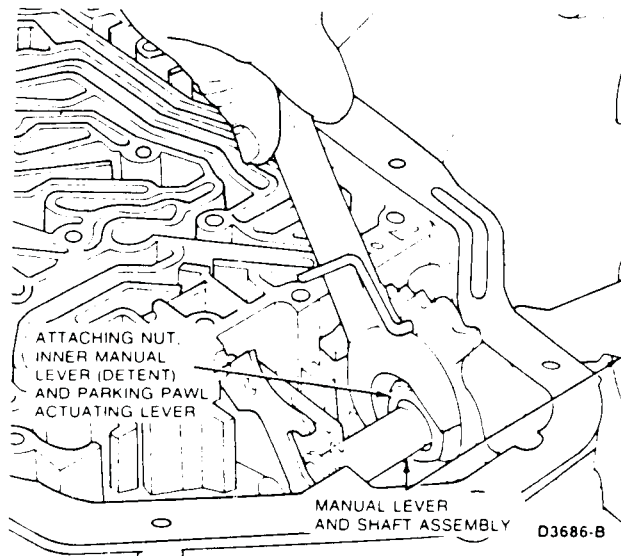 ATTACHING NUT,
INNER MANUAL
LEVER (DETENT)
AND PARKING PAWL
ACTUATING LEVER
MANUAL LEVER
AND SHAFT ASSEMBLY
D3686-B